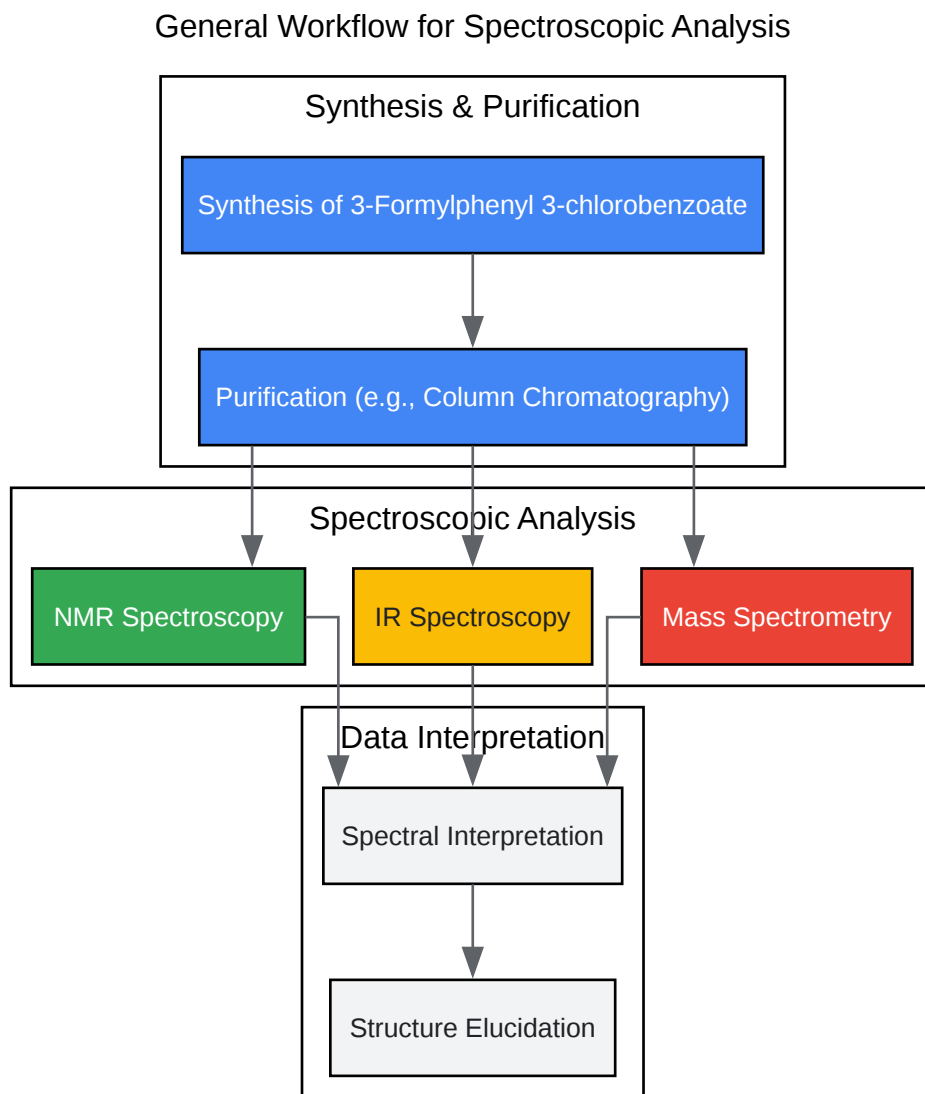 General Workflow for Spectroscopic Analysis
Synthesis & Purification
Synthesis of 3-Formylphenyl 3-chlorobenzoate
Purification (e.g., Column Chromatography)
Spectroscopic Analysis
NMR Spectroscopy
IR Spectroscopy
Mass Spectrometry
Data Interpretation
Spectral Interpretation
Structure Elucidation